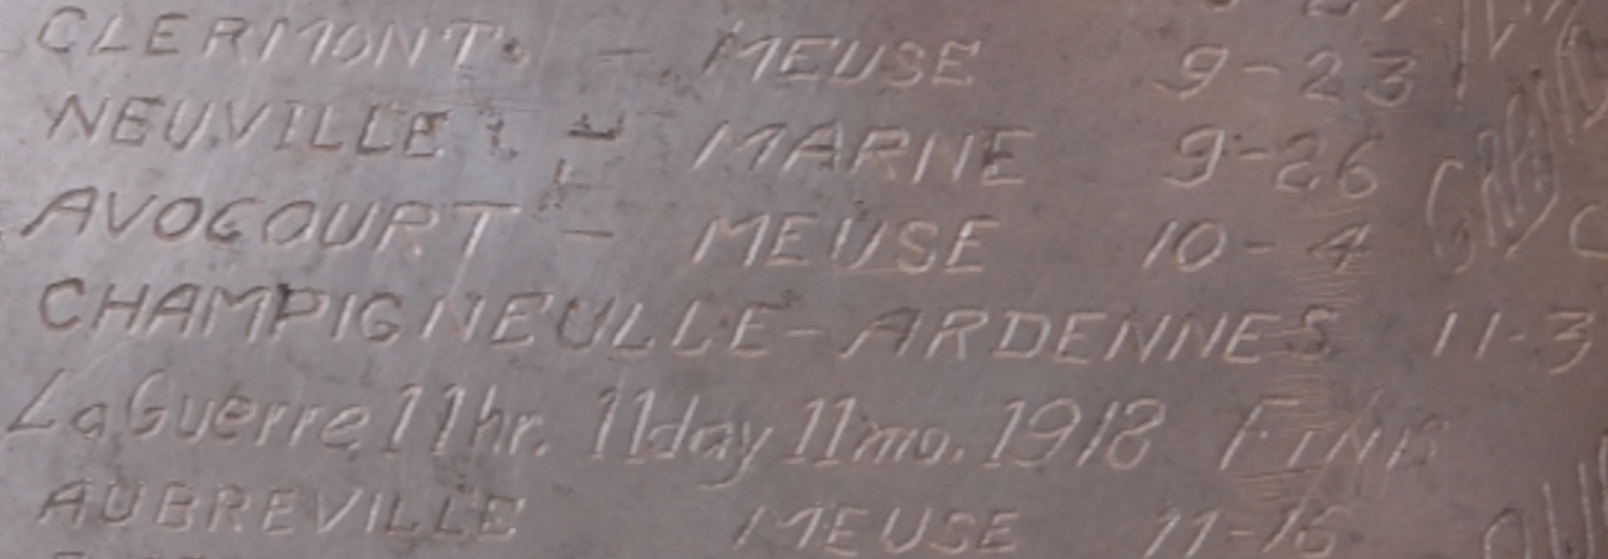 CLERMONT. - MEUSE 9-23
NEUVILLE - MARNE 9-26
AVOCOURT - MEUSE 10-4
CHAMPIGNEULLE-ARDENNES 11-3
La Guerre 11hr. 11day 11mo. 1918 FINIS
AUBREVILLE MEUSE 11-16